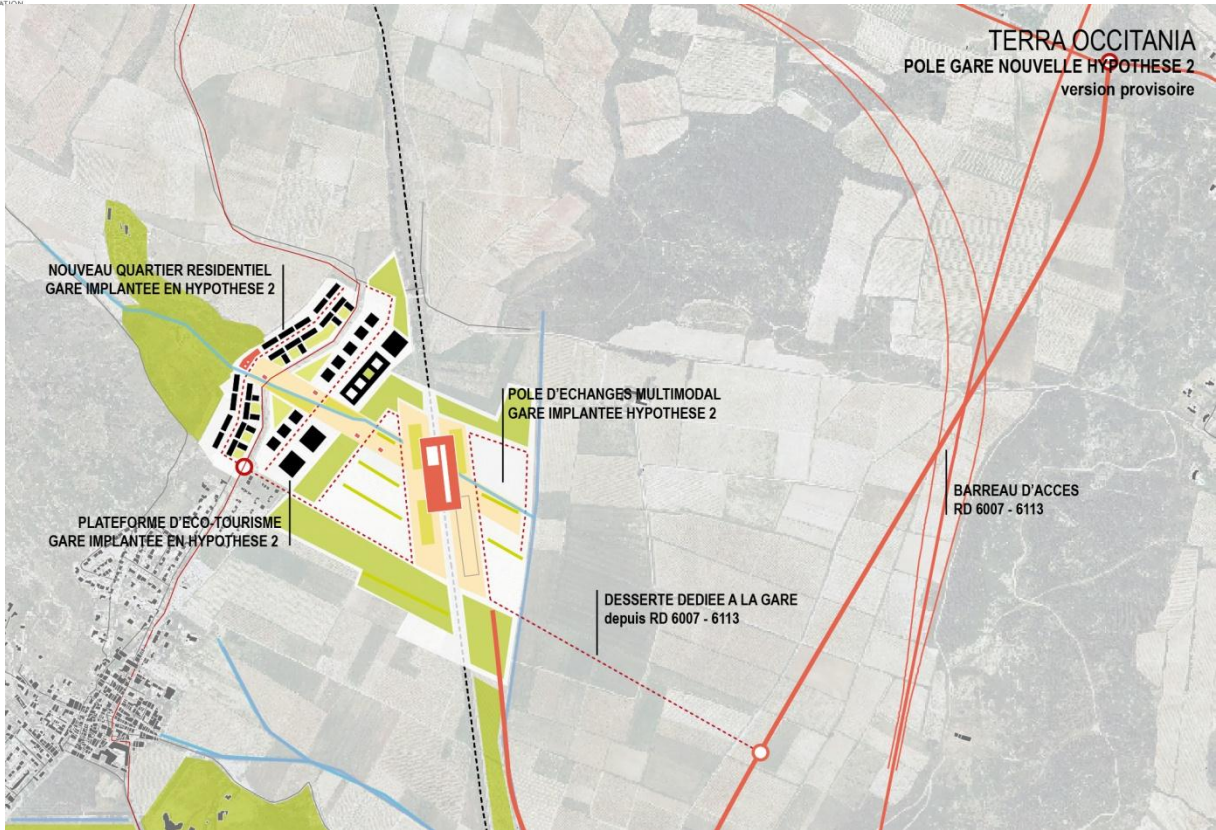 TERRA OCCITANIA
POLE GARE NOUVELLE HYPOTHESE 2
version provisoire
NOUVEAU QUARTIER RESIDENTIEL
GARE IMPLANTEE EN HYPOTHESE 2
POLE D'ECHANGES MULTIMODAL
GARE IMPLANTEE HYPOTHESE 2
BARREAU D'ACCES
RD 6007 - 6113
PLATEFORME D'ECO-TOURISME
GARE IMPLANTÉE EN HYPOTHESE 2
DESSERTE DEDIEE A LA GARE
depuis RD 6007 - 6113